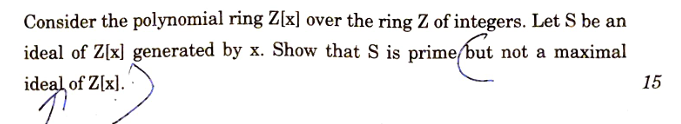 Consider the polynomial ring Z[x] over the ring Z of integers. Let S be an
ideal of Z[x] generated by x. Show that S is prime but not a maximal
ideal of Z[x]. 15